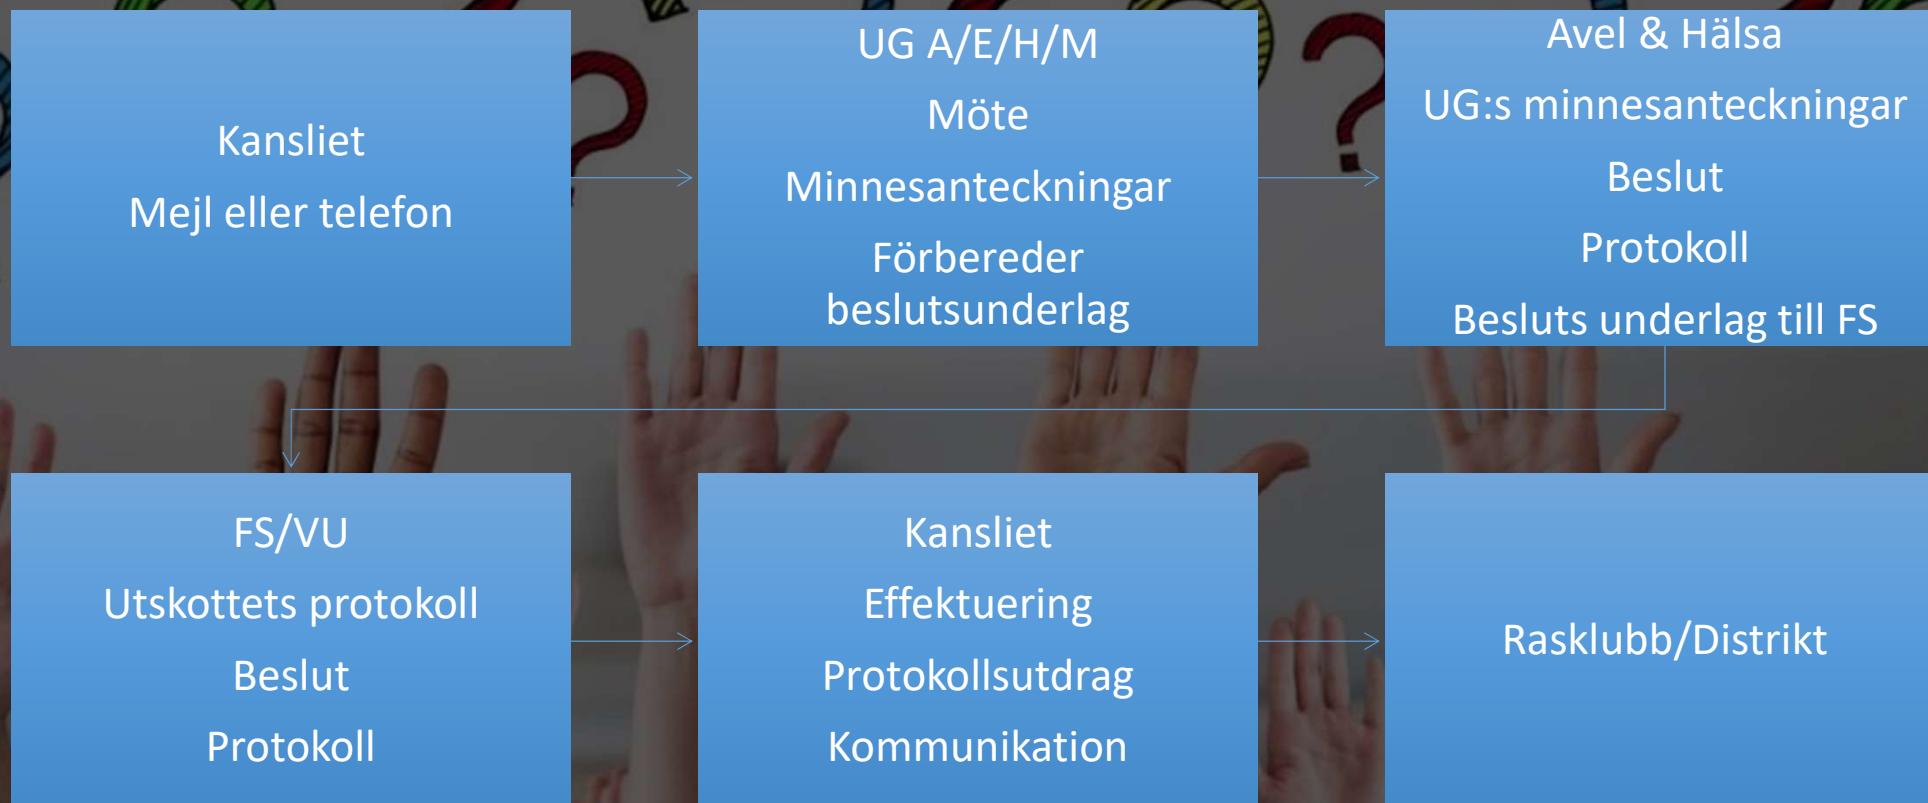 Kansliet
Mejl eller telefon
UG A/E/H/M
Möte
Minnesanteckningar
Förbereder
beslutsunderlag
Avel & Hälsa
UG:s minnesanteckningar
Beslut
Protokoll
Besluts underlag till FS
FS/VU
Utskottets protokoll
Beslut
Protokoll
Kansliet
Effektuering
Protokollsutdrag
Kommunikation
Rasklubb/Distrikt